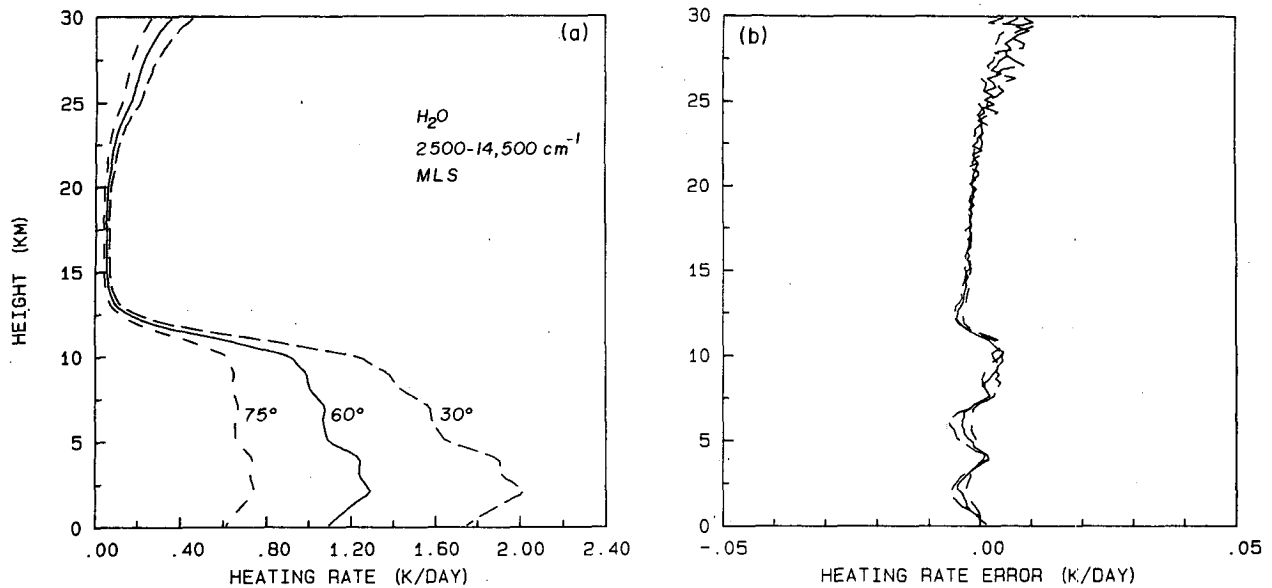 30
25
20
15
10
5
0
HEIGHT (KM)
(a)
H₂O
2500-14,500 cm⁻¹
MLS
75° 60° 30°
.00 .40 .80 1.20 1.60 2.00 2.40
HEATING RATE (K/DAY)
30
25
20
15
10
5
0
(b)
-.05 .00 .05
HEATING RATE ERROR (K/DAY)